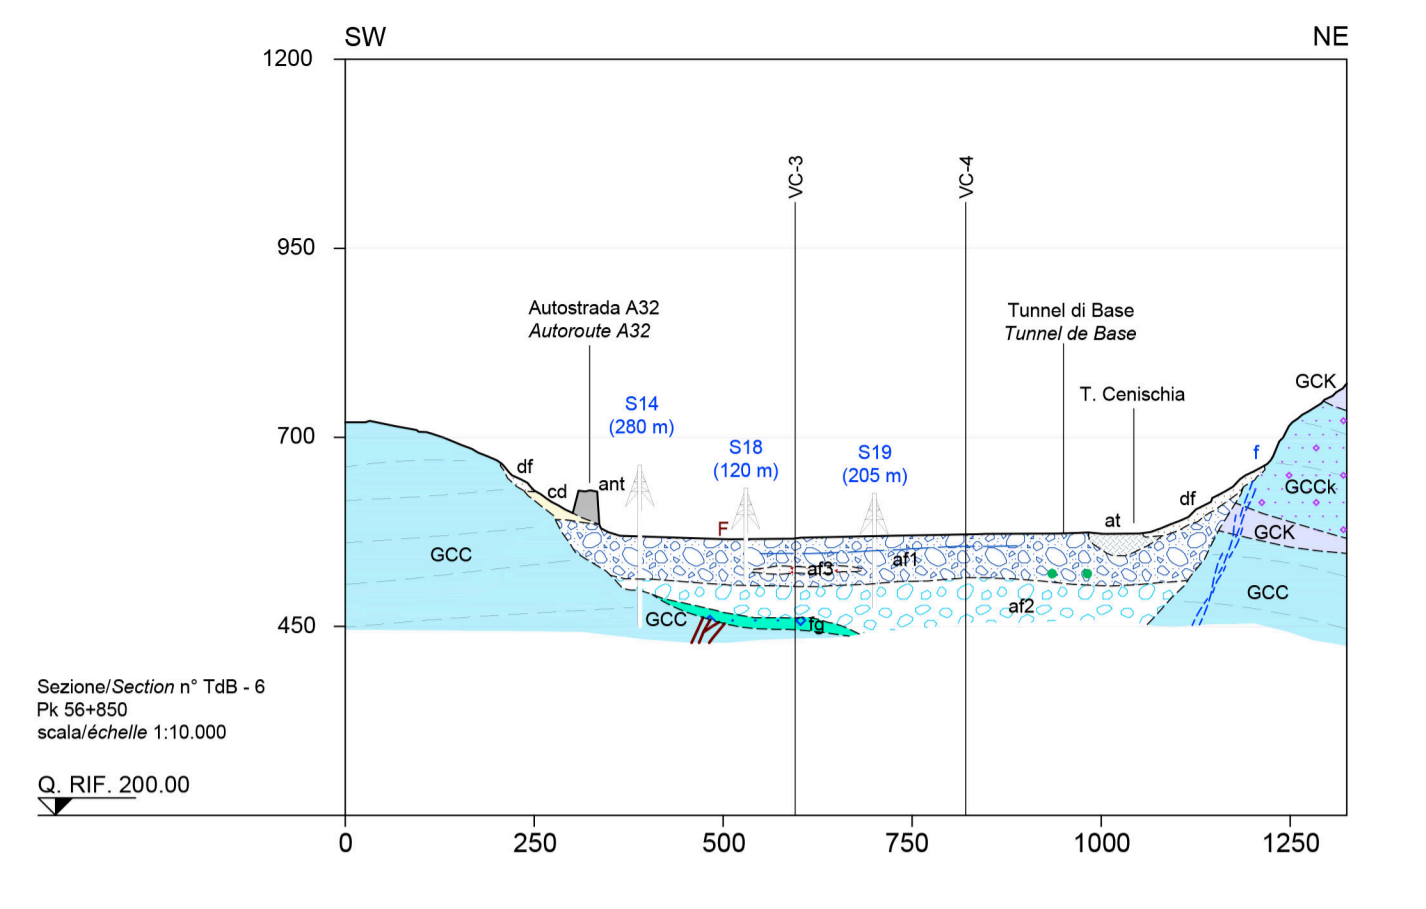 SW
NE
1200
950
700
450
VC-3
VC-4
Autostrada A32
Autoroute A32
Tunnel di Base
Tunnel de Base
T. Cenischia
GCK
S14
(280 m)
S18
(120 m)
S19
(205 m)
df
cd
ant
f
GCCk
df
at
F
GCK
GCC
af3
af1
GCC
af2
GCC
fg
Sezione/Section n° TdB - 6
Pk 56+850
scala/échelle 1:10.000
Q. RIF. 200.00
0
250
500
750
1000
1250